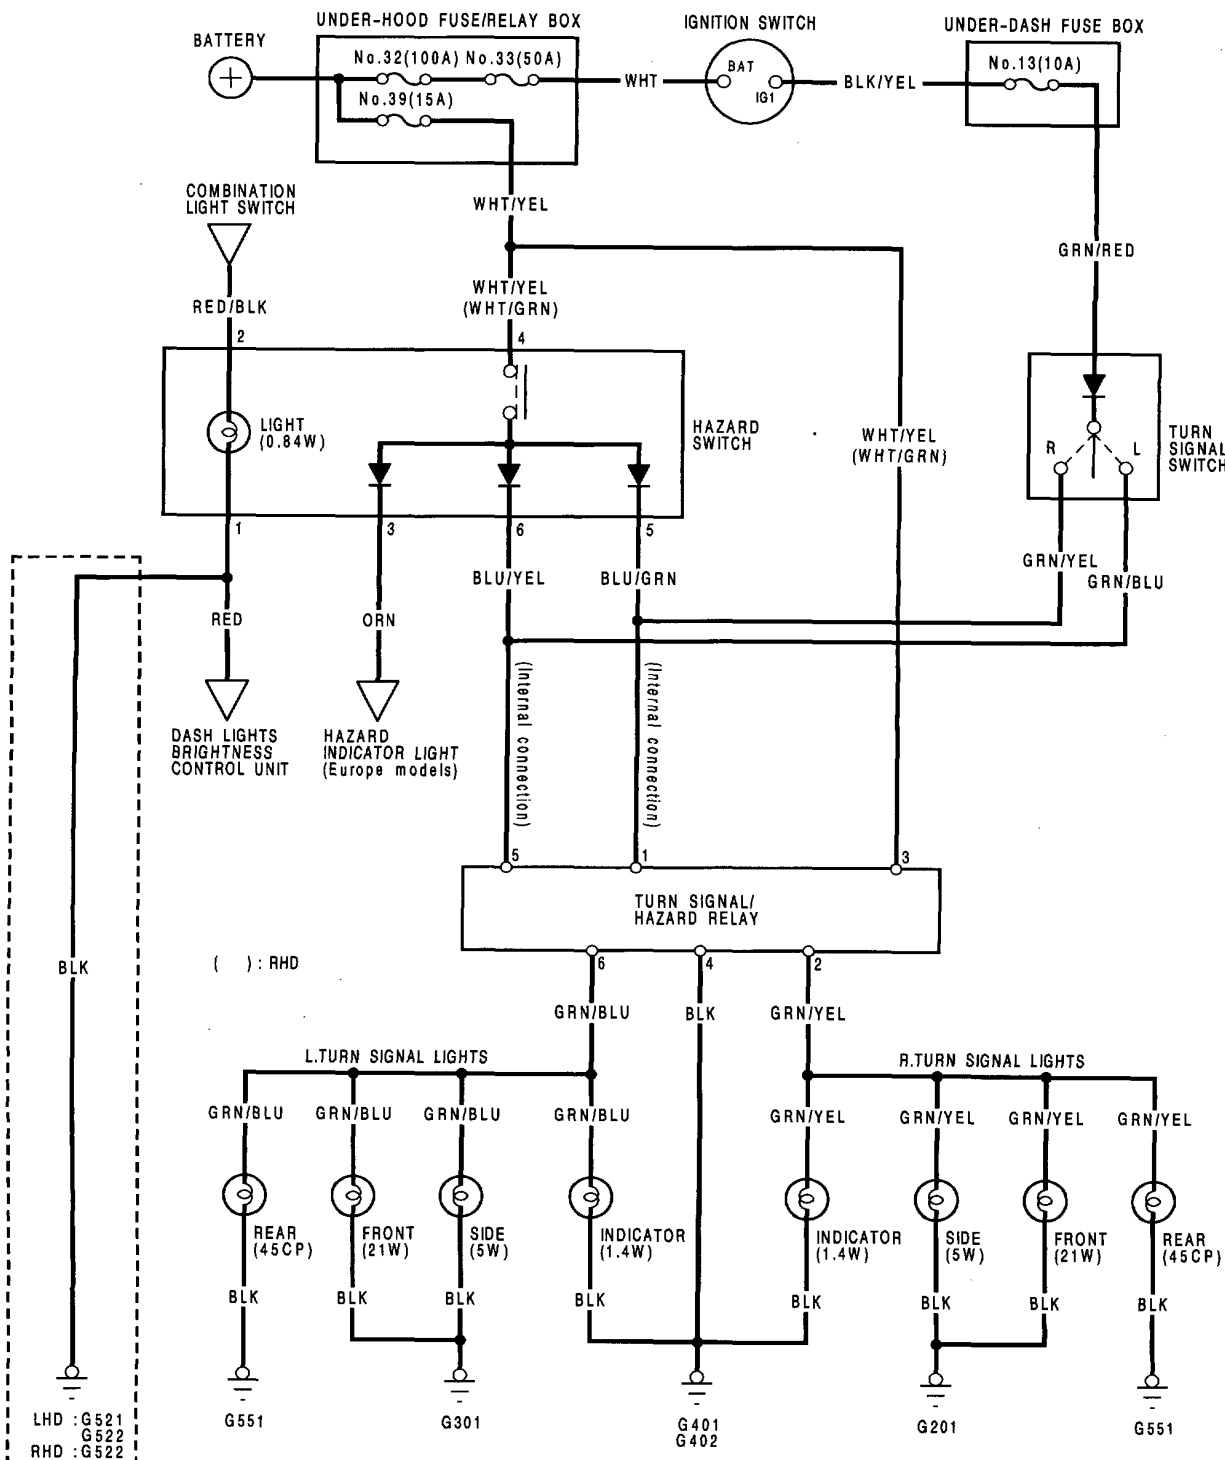 UNDER-HOOD FUSE/RELAY BOX
IGNITION SWITCH
UNDER-DASH FUSE BOX
BATTERY
No.32(100A) No.33(50A)
No.39(15A)
WHT
BAT
IG1
BLK/YEL
No.13(10A)
COMBINATION
LIGHT SWITCH
WHT/YEL
GRN/RED
RED/BLK
WHT/YEL
(WHT/GRN)
2
4
LIGHT
(0.84W)
HAZARD
SWITCH
WHT/YEL
(WHT/GRN)
R
L
TURN
SIGNAL
SWITCH
1
3
6
5
BLU/YEL
BLU/GRN
GRN/YEL
GRN/BLU
RED
ORN
(Internal connection)
(Internal connection)
DASH LIGHTS
BRIGHTNESS
CONTROL UNIT
HAZARD
INDICATOR LIGHT
(Europe models)
5
1
3
TURN SIGNAL/
HAZARD RELAY
BLK
( ) : RHD
6
4
2
GRN/BLU
BLK
GRN/YEL
L.TURN SIGNAL LIGHTS
R.TURN SIGNAL LIGHTS
GRN/BLU
GRN/BLU
GRN/BLU
GRN/BLU
GRN/YEL
GRN/YEL
GRN/YEL
GRN/YEL
REAR
(45CP)
FRONT
(21W)
SIDE
(5W)
INDICATOR
(1.4W)
INDICATOR
(1.4W)
SIDE
(5W)
FRONT
(21W)
REAR
(45CP)
BLK
BLK
BLK
BLK
BLK
BLK
BLK
BLK
LHD :G521
G522
RHD :G522
G551
G301
G401
G402
G201
G551